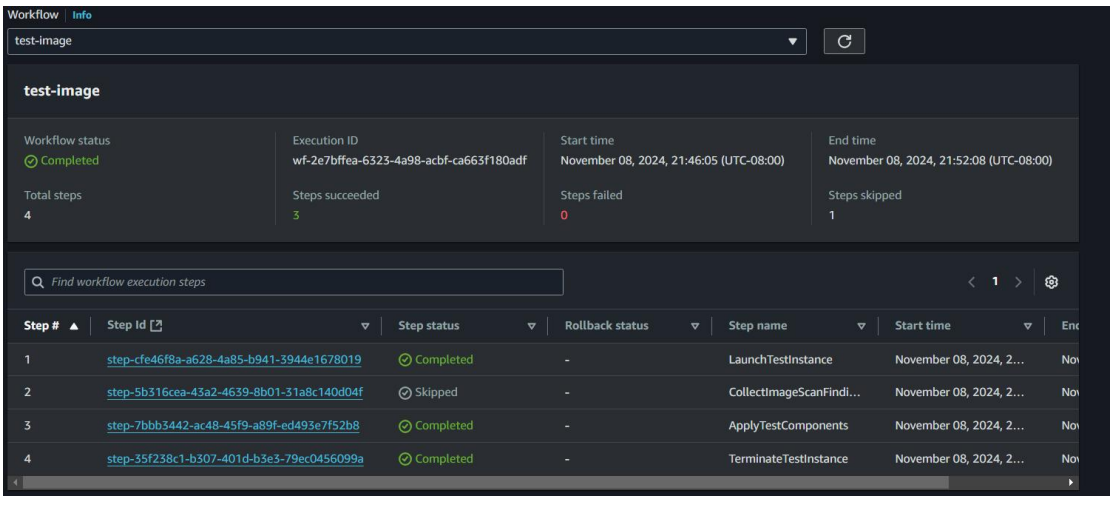 Workflow Info
test-image
test-image
Workflow status Execution ID Start time End time
Completed wf-2e7bffea-6323-4a98-acbf-ca663f180adf November 08, 2024, 21:46:05 (UTC-08:00) November 08, 2024, 21:52:08 (UTC-08:00)
Total steps Steps succeeded Steps failed Steps skipped
4 3 0 1
Find workflow execution steps 1
Step # Step Id Step status Rollback status Step name Start time End
1 step-cfe46f8a-a628-4a85-b941-3944e1678019 Completed - LaunchTestInstance November 08, 2024, 2... Nov
2 step-5b316cea-43a2-4639-8b01-31a8c140d04f Skipped - CollectImageScanFindi... November 08, 2024, 2... Nov
3 step-7bbb3442-ac48-45f9-a89f-ed493e7f52b8 Completed - ApplyTestComponents November 08, 2024, 2... Nov
4 step-35f238c1-b307-401d-b3e3-79ec0456099a Completed - TerminateTestInstance November 08, 2024, 2... Nov